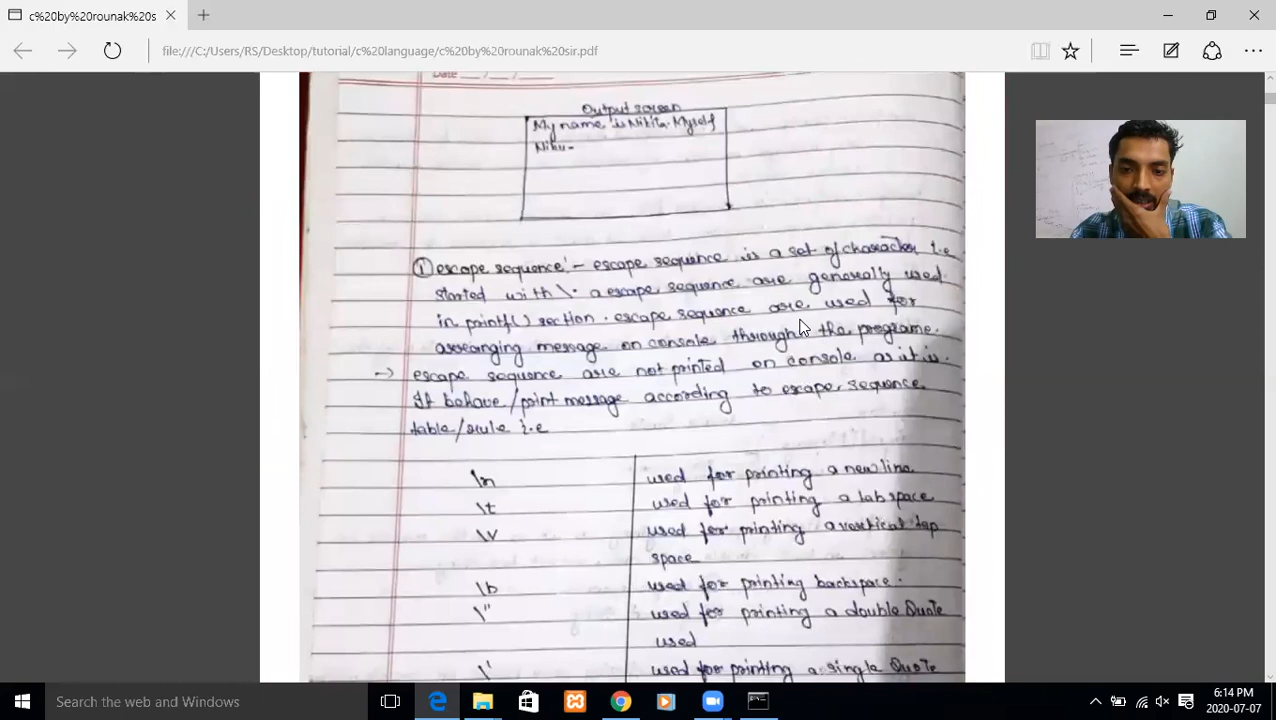 c%20by%20rounak%20s
file:///C:/Users/RS/Desktop/tutorial/c%20language/c%20by%20rounak%20sir.pdf
Date __/__/__
Output screen
My name is Nikita. Myself
Niku-
① escape sequence :- escape sequence is a set of character i.e
started with \. a escape sequence are generally used
in printf() section. escape sequence are used for
arranging message on console through the programe.
→ escape sequence are not printed on console as it is.
It behave/print message according to escape sequence
table/rule i.e
\n used for printing a new line
\t used for printing a tab space
\v used for printing a vertical tap
space
\b used for printing backspace.
\" used for printing a double Quote
used
\' used for printing a single Quote
Search the web and Windows
6:14 PM
2020-07-07